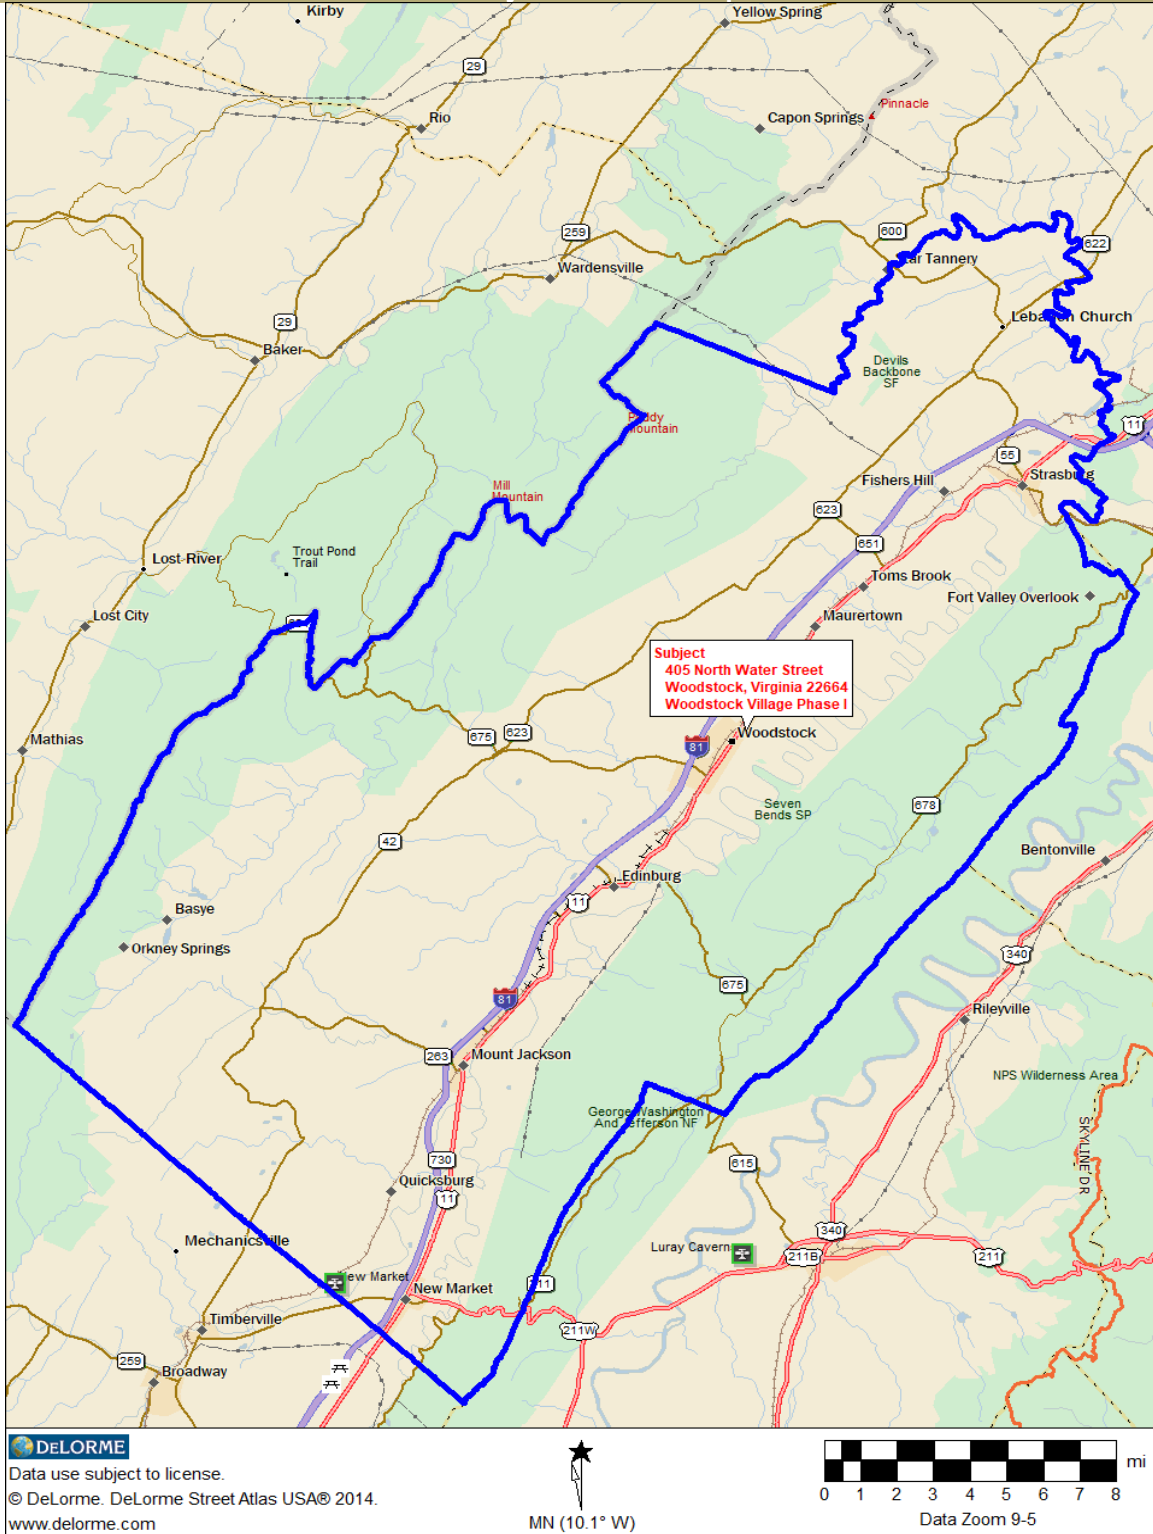 Kirby
Yellow Spring
29
Rio
Capon Springs
Pinnacle
259
600
622
Wardensville
Star Tannery
29
Lebanon Church
Baker
Devils
Backbone
SF
Paddy
Mountain
11
55
Strasburg
Fishers Hill
Mill
Mountain
623
651
Lost River
Trout Pond
Trail
Toms Brook
Fort Valley Overlook
Lost City
Maurertown
Subject
405 North Water Street
Woodstock, Virginia 22664
Woodstock Village Phase I
Mathias
675
623
81
Woodstock
Seven
Bends SP
678
42
Bentonville
Edinburg
11
Basye
Orkney Springs
340
675
81
Rileyville
263
Mount Jackson
NPS Wilderness Area
George Washington
And Jefferson NF
SKYLINE DR
730
615
Quicksburg
11
340
Mechanicsville
Luray Cavern
211B
211
New Market
211
New Market
Timberville
211W
259
Broadway
DELORME
Data use subject to license.
© DeLorme. DeLorme Street Atlas USA® 2014.
www.delorme.com
MN (10.1° W)
mi
0 1 2 3 4 5 6 7 8
Data Zoom 9-5